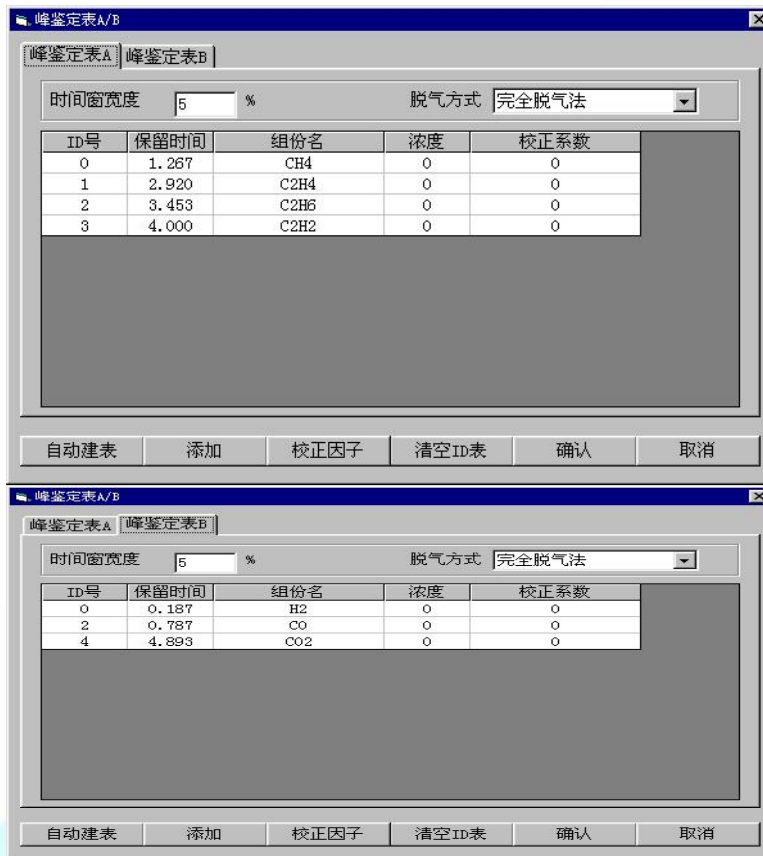 峰鉴定表A/B
峰鉴定表A 峰鉴定表B
时间窗宽度 5 % 脱气方式 完全脱气法
ID号 保留时间 组份名 浓度 校正系数
0 1.267 CH4 0 0
1 2.920 C2H4 0 0
2 3.453 C2H6 0 0
3 4.000 C2H2 0 0
自动建表 添加 校正因子 清空ID表 确认 取消
峰鉴定表A/B
峰鉴定表A 峰鉴定表B
时间窗宽度 5 % 脱气方式 完全脱气法
ID号 保留时间 组份名 浓度 校正系数
0 0.187 H2 0 0
2 0.787 CO 0 0
4 4.893 CO2 0 0
自动建表 添加 校正因子 清空ID表 确认 取消